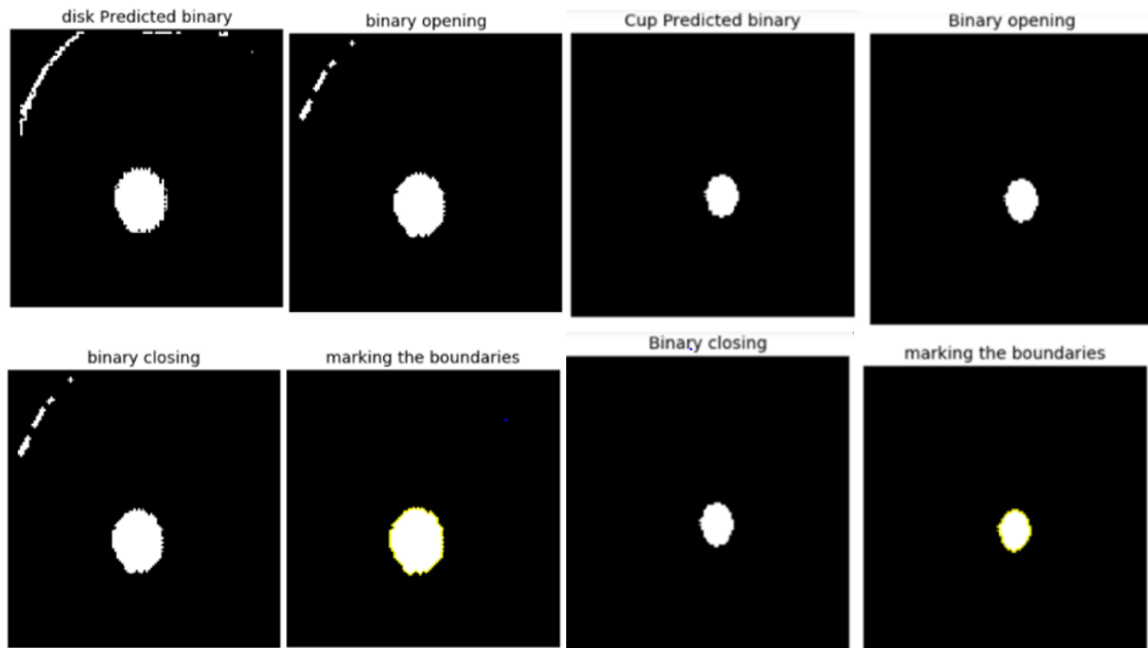 disk Predicted binary
binary opening
Cup Predicted binary
Binary opening
binary closing
marking the boundaries
Binary closing
marking the boundaries